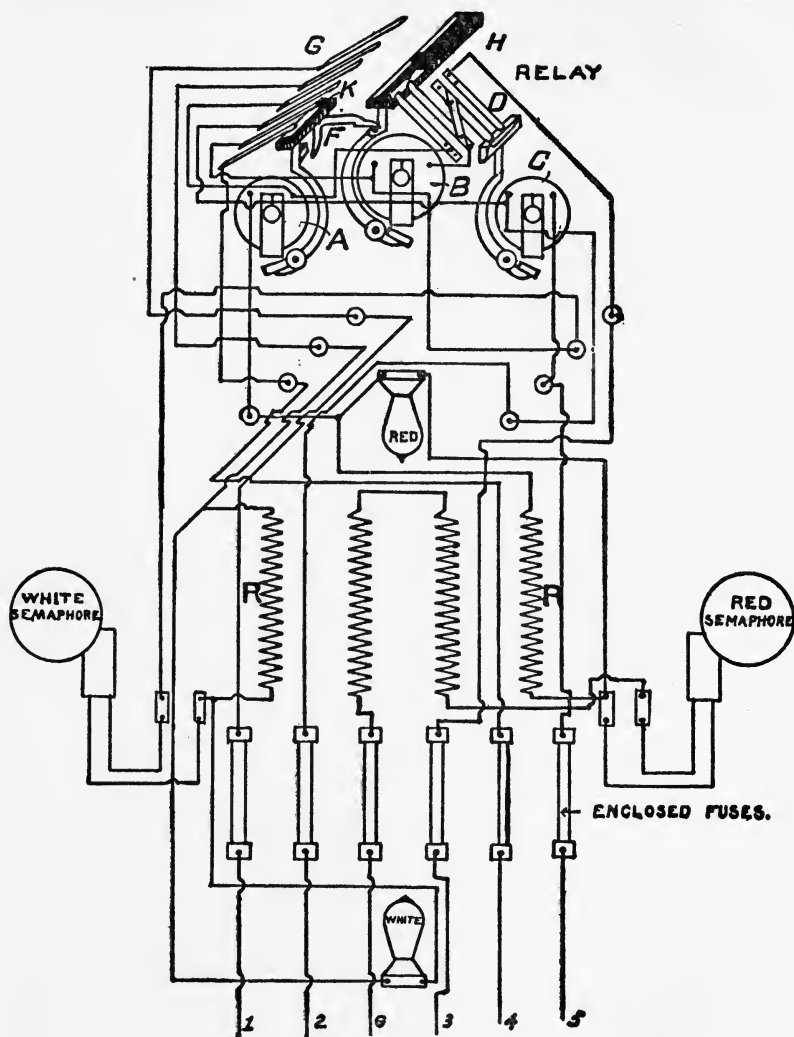 G
H
RELAY
K
D
F
B
C
A
RED
R
R
WHITE
SEMAPHORE
RED
SEMAPHORE
ENCLOSED FUSES.
WHITE
1 2 6 3 4 5